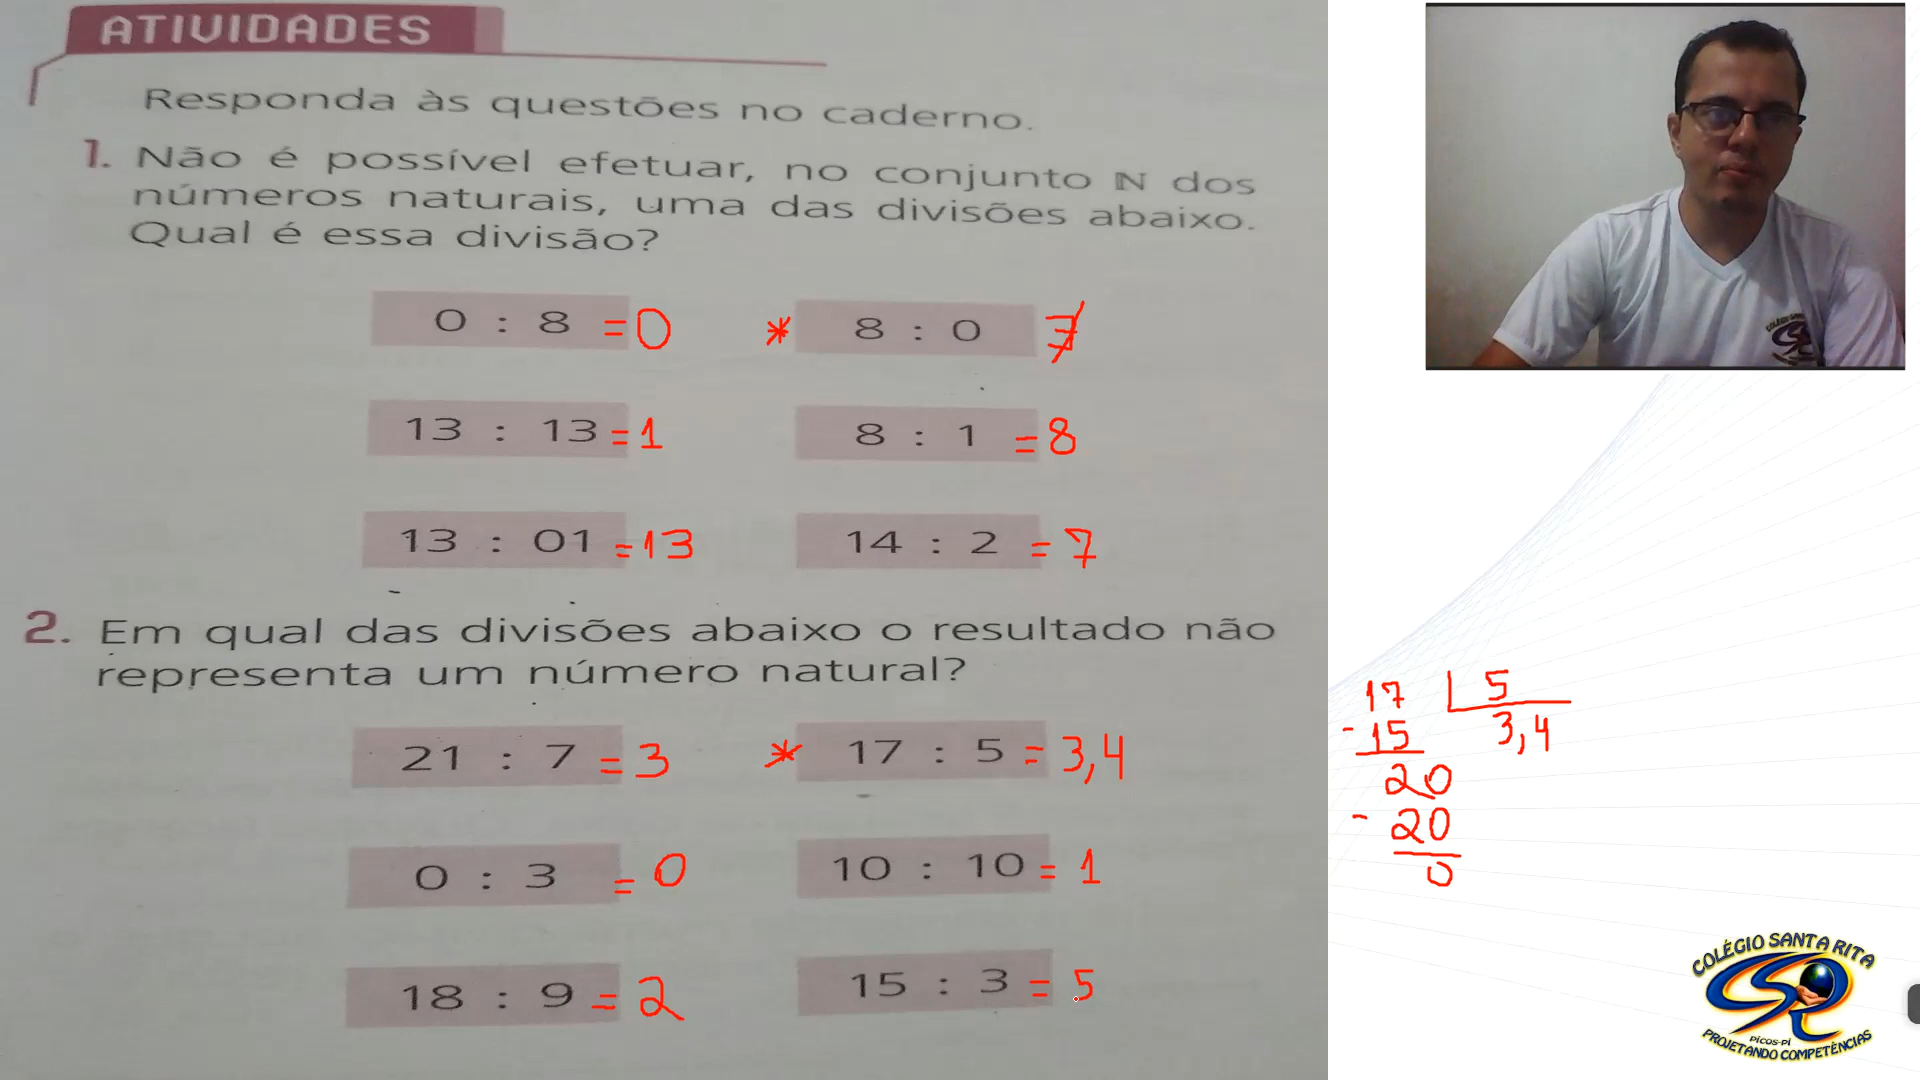 ATIVIDADES
Responda às questões no caderno.
1. Não é possível efetuar, no conjunto ℕ dos
números naturais, uma das divisões abaixo.
Qual é essa divisão?
0 : 8 = 0 * 8 : 0 ∄
13 : 13 = 1 8 : 1 = 8
13 : 01 = 13 14 : 2 = 7
2. Em qual das divisões abaixo o resultado não
representa um número natural?
21 : 7 = 3 * 17 : 5 = 3,4
0 : 3 = 0 10 : 10 = 1
18 : 9 = 2 15 : 3 = 5
17 5
- 15 3,4
20
- 20
0
COLÉGIO SANTA RITA
PICOS-PI
PROJETANDO COMPETÊNCIAS